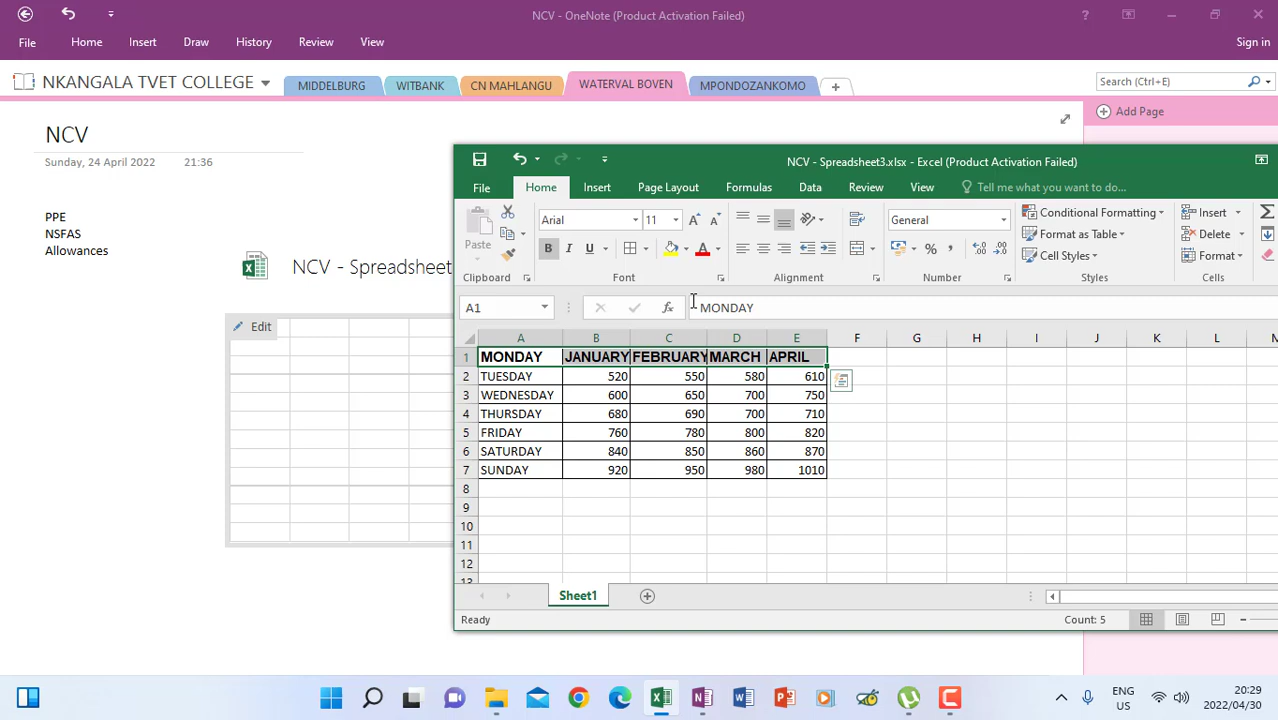 NCV - OneNote (Product Activation Failed)
File Home Insert Draw History Review View Sign in
NKANGALA TVET COLLEGE MIDDELBURG WITBANK CN MAHLANGU WATERVAL BOVEN MPONDOZANKOMO Search (Ctrl+E)
Add Page
NCV
Sunday, 24 April 2022 21:36
PPE
NSFAS
Allowances
NCV - Spreadsheet
Edit
NCV - Spreadsheet3.xlsx - Excel (Product Activation Failed)
File Home Insert Page Layout Formulas Data Review View Tell me what you want to do...
Paste Arial 11 General Conditional Formatting Insert
Format as Table Delete
B I U A % Cell Styles Format
Clipboard Font Alignment Number Styles Cells
A1 fx MONDAY
A B C D E F G H I J K L M
1 MONDAY JANUARY FEBRUARY MARCH APRIL
2 TUESDAY 520 550 580 610
3 WEDNESDAY 600 650 700 750
4 THURSDAY 680 690 700 710
5 FRIDAY 760 780 800 820
6 SATURDAY 840 850 860 870
7 SUNDAY 920 950 980 1010
8
9
10
11
12
13
Sheet1
Ready Count: 5
ENG US 20:29 2022/04/30